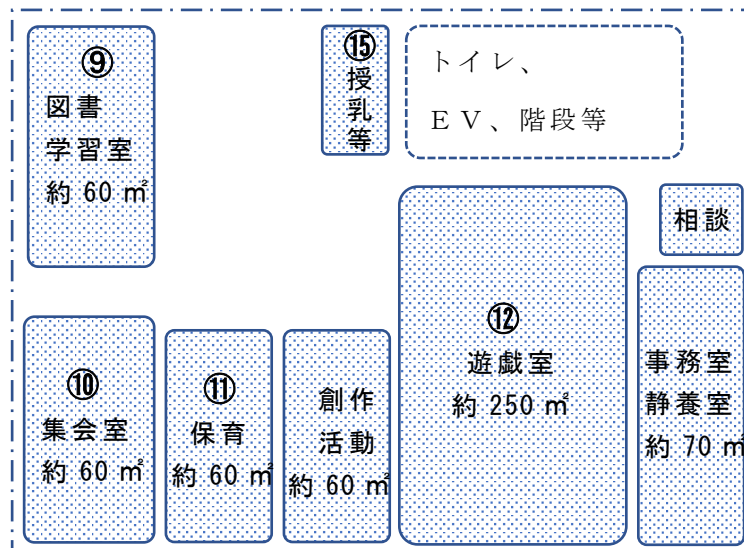 ⑨
図書
学習室
約 60 ㎡
⑮
授
乳
等
トイレ、
ＥＶ、階段等
相談
⑩
集会室
約 60 ㎡
⑪
保育
約 60 ㎡
創作
活動
約 60 ㎡
⑫
遊戯室
約 250 ㎡
事務室
静養室
約 70 ㎡